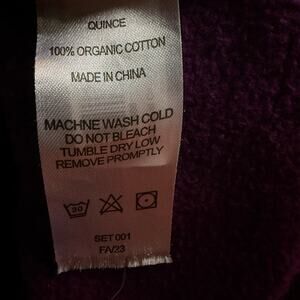 QUINCE
100% ORGANIC COTTON
MADE IN CHINA
MACHNE WASH COLD
DO NOT BLEACH
TUMBLE DRY LOW
REMOVE PROMPTLY
30
SET 001
FA/23